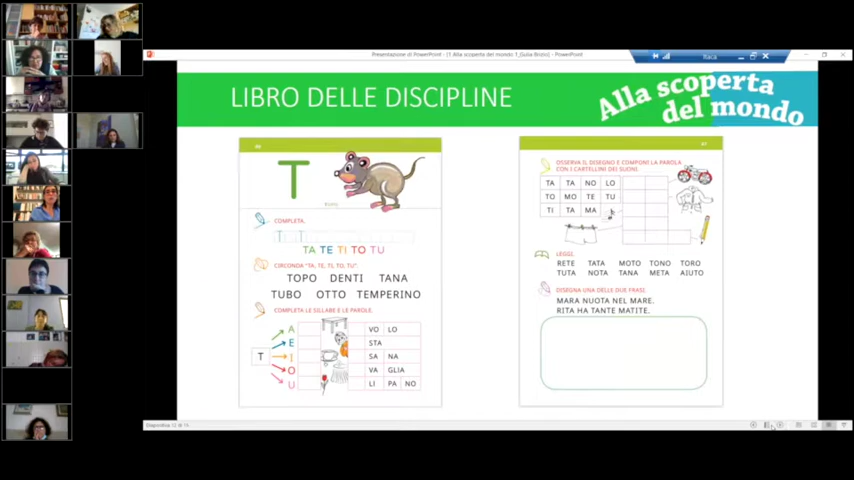 Presentazione di PowerPoint - [1 Alla scoperta del mondo
PowerPoint
LIBRO DELLE DISCIPLINE
Alla scoperta
del mondo
T
COMPLETA.
T T
TA TE TI TO TU
CIRCONDA "TA, TE, TI, TO, TU".
TOPO DENTI TANA
TUBO OTTO TEMPERINO
COMPLETA LE SILLABE E LE PAROLE.
T
A
E
I
O
U
VO LO
STA
SA NA
VA GLIA
LI PA NO
OSSERVA IL DISEGNO E COMPONI LA PAROLA
CON I CARTELLINI DEI SUONI.
TA TA NO LO
TO MO TE TU
TI TA MA
LEGGI.
RETE TATA MOTO TONO TORO
TUTA NOTA TANA META AIUTO
DISEGNA UNA DELLE DUE FRASI.
MARA NUOTA NEL MARE.
RITA HA TANTE MATITE.